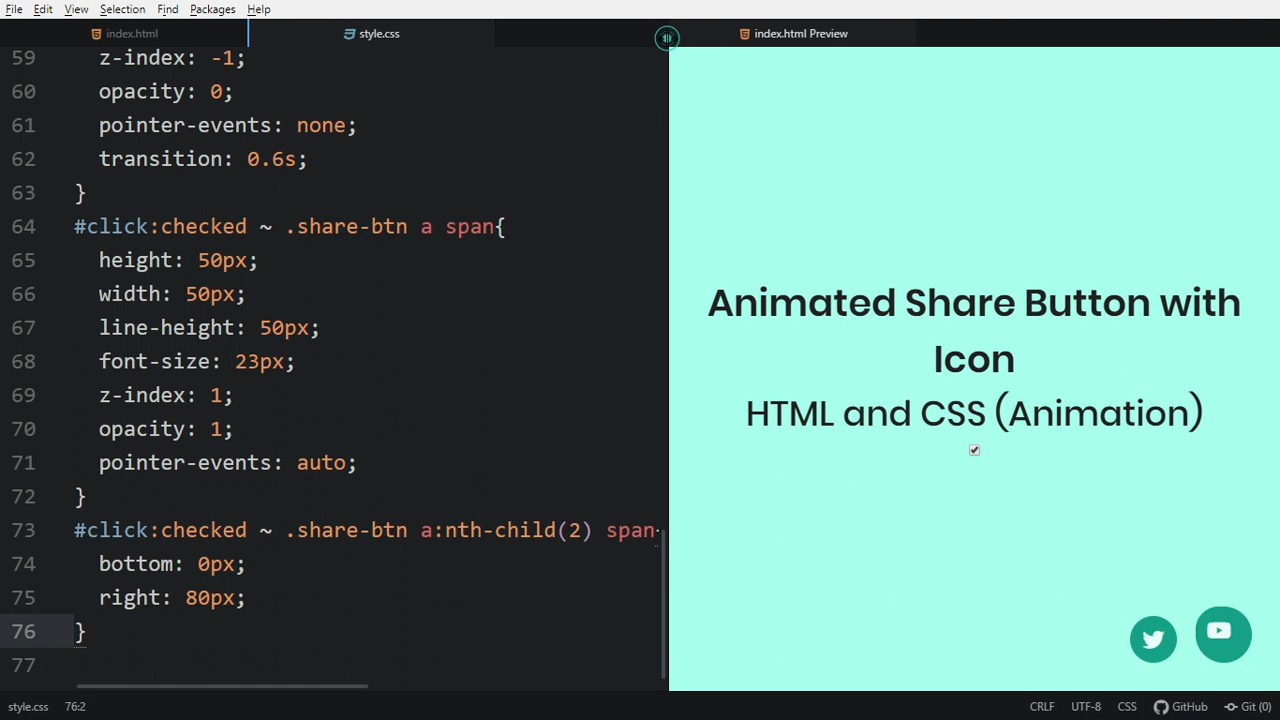 File Edit View Selection Find Packages Help
index.html style.css index.html Preview
59 z-index: -1;
60 opacity: 0;
61 pointer-events: none;
62 transition: 0.6s;
63 }
64 #click:checked ~ .share-btn a span{
65 height: 50px;
66 width: 50px;
67 line-height: 50px;
68 font-size: 23px;
69 z-index: 1;
70 opacity: 1;
71 pointer-events: auto;
72 }
73 #click:checked ~ .share-btn a:nth-child(2) span
74 bottom: 0px;
75 right: 80px;
76 }
77
Animated Share Button with
Icon
HTML and CSS (Animation)
style.css 76:2 CRLF UTF-8 CSS GitHub Git (0)